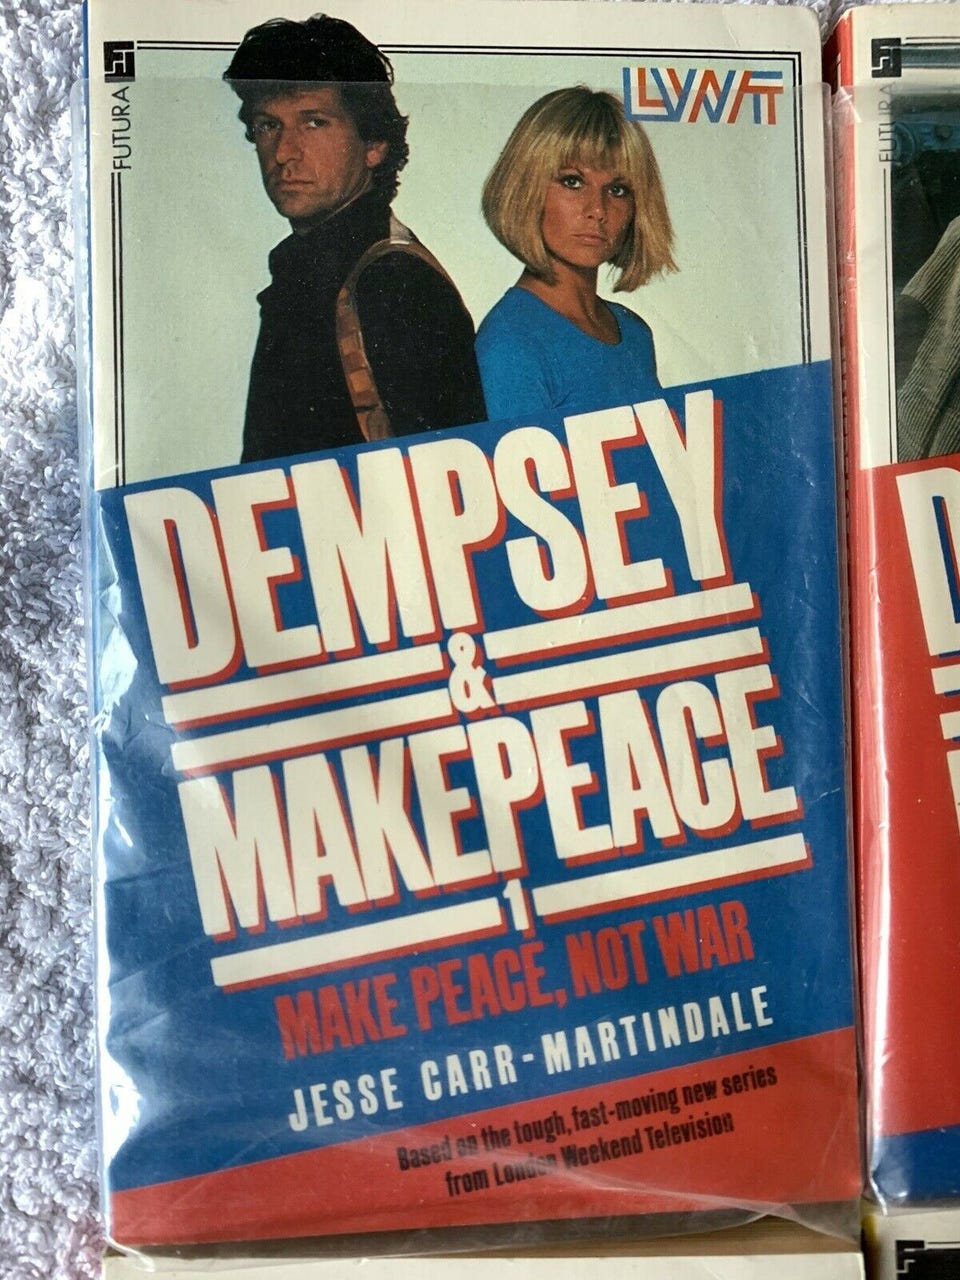 FUTURA
LWT
DEMPSEY
&
MAKEPEACE
1
MAKE PEACE, NOT WAR
JESSE CARR-MARTINDALE
Based on the tough, fast-moving new series
from London Weekend Television
FUTURA
D